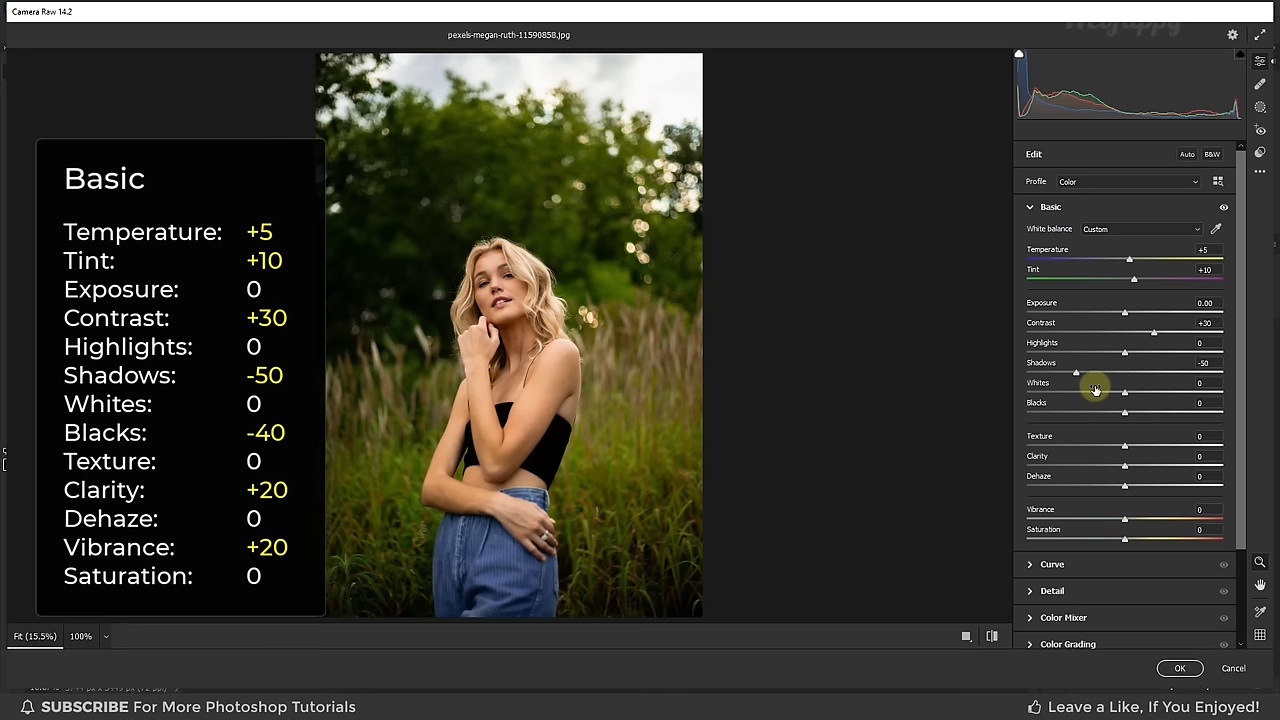 Camera Raw 14.2
pexels-megan-ruth-11590858.jpg
Basic
Temperature: +5
Tint: +10
Exposure: 0
Contrast: +30
Highlights: 0
Shadows: -50
Whites: 0
Blacks: -40
Texture: 0
Clarity: +20
Dehaze: 0
Vibrance: +20
Saturation: 0
Edit Auto B&W
Profile Color
Basic
White balance Custom
Temperature +5
Tint +10
Exposure 0.00
Contrast +30
Highlights 0
Shadows -50
Whites 0
Blacks 0
Texture 0
Clarity 0
Dehaze 0
Vibrance 0
Saturation 0
Curve
Detail
Color Mixer
Color Grading
Fit (15.5%) 100%
OK Cancel
SUBSCRIBE For More Photoshop Tutorials
Leave a Like, If You Enjoyed!